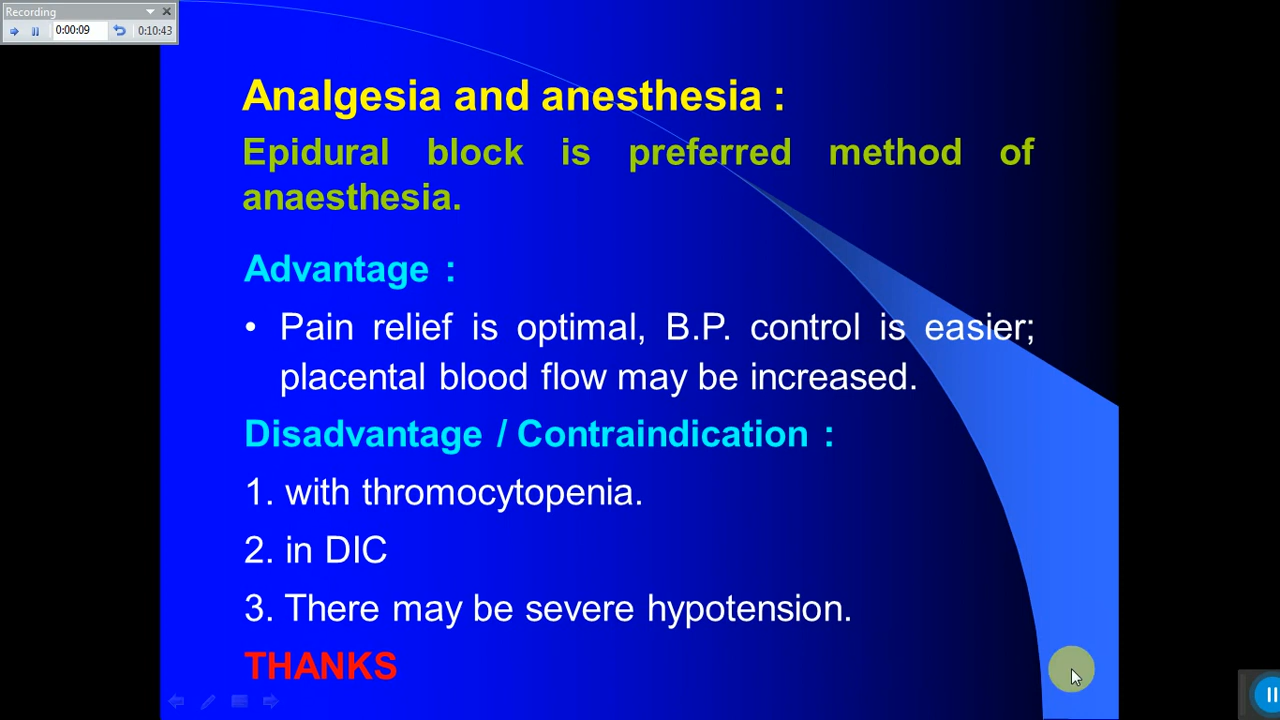 Recording
0:00:09
0:10:43
Analgesia and anesthesia :
Epidural block is preferred method of
anaesthesia.
Advantage :
• Pain relief is optimal, B.P. control is easier;
placental blood flow may be increased.
Disadvantage / Contraindication :
1. with thromocytopenia.
2. in DIC
3. There may be severe hypotension.
THANKS